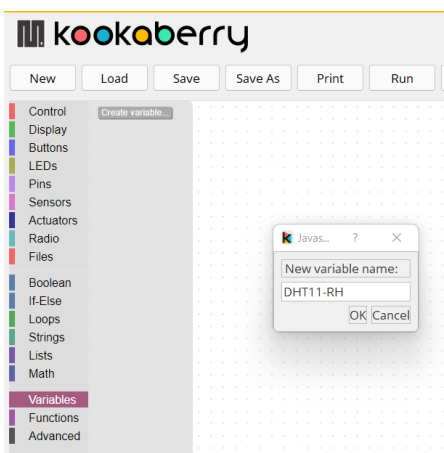 kookaberry
New Load Save Save As Print Run
Control Create variable...
Display
Buttons
LEDs
Pins
Sensors
Actuators
Radio
Files
Javas... ? ×
New variable name:
DHT11-RH
OK Cancel
Boolean
If-Else
Loops
Strings
Lists
Math
Variables
Functions
Advanced